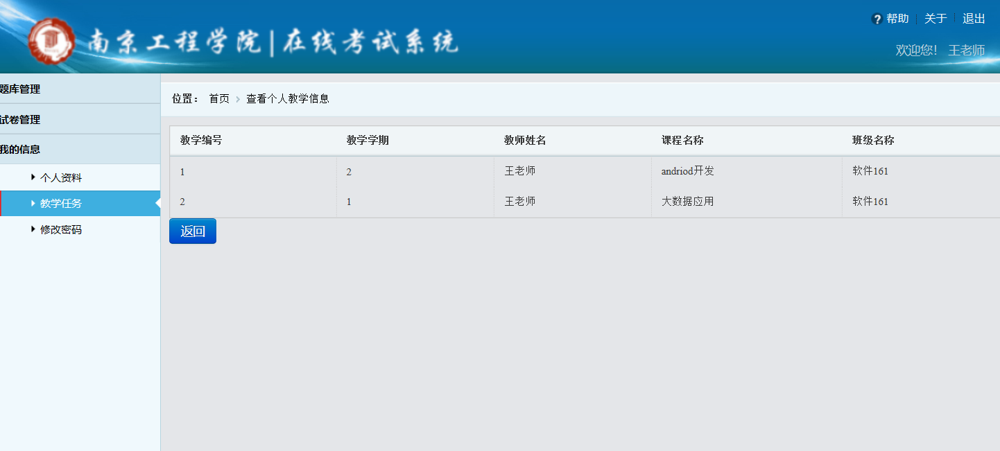 帮助 关于 退出
南京工程学院|在线考试系统
欢迎您! 王老师
题库管理
试卷管理
我的信息
个人资料
教学任务
修改密码
位置: 首页 › 查看个人教学信息
教学编号 教学学期 教师姓名 课程名称 班级名称
1 2 王老师 andriod开发 软件161
2 1 王老师 大数据应用 软件161
返回